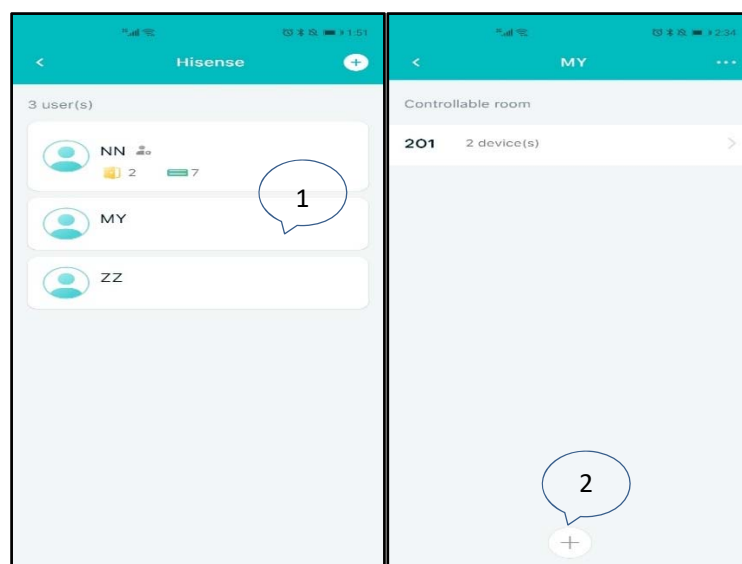 1:51
Hisense
3 user(s)
NN
2 7
1
MY
ZZ
2:34
MY
Controllable room
201 2 device(s)
2